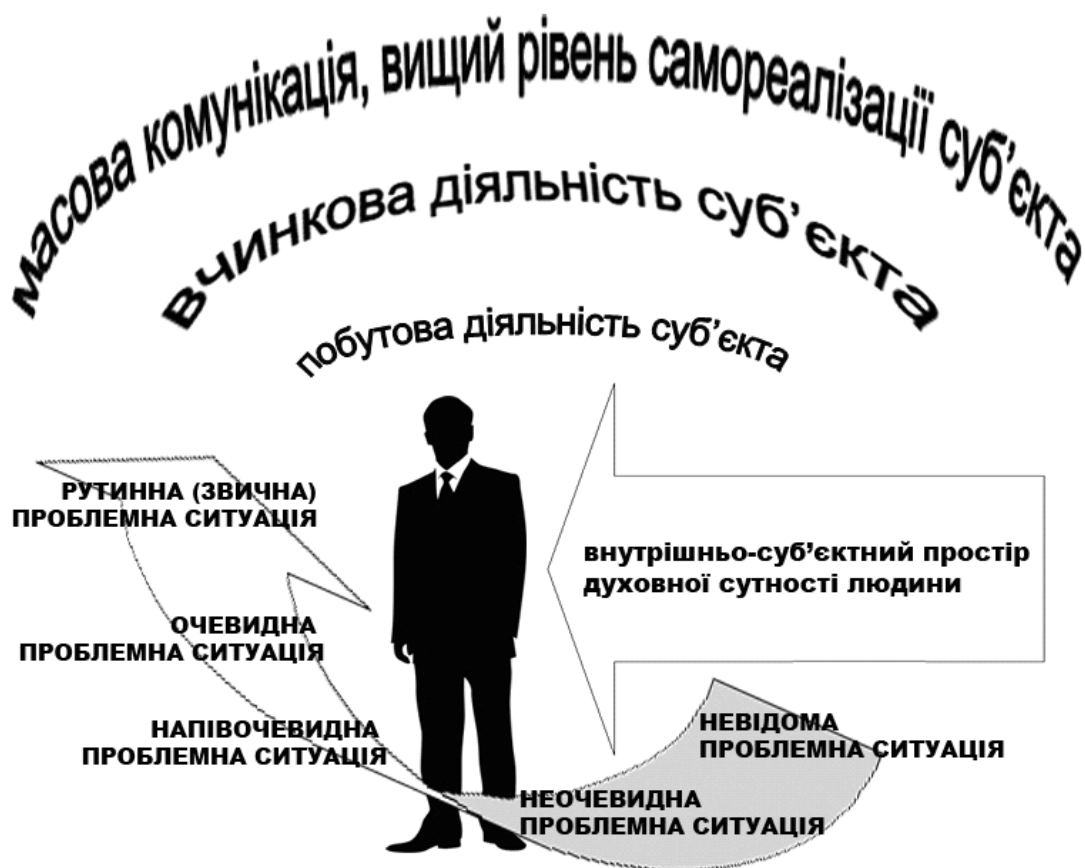 масова комунікація, вищий рівень самореалізації суб’єкта
вчинкова діяльність суб’єкта
побутова діяльність суб’єкта
РУТИННА (ЗВИЧНА)
ПРОБЛЕМНА СИТУАЦІЯ
внутрішньо-суб’єктний простір
духовної сутності людини
ОЧЕВИДНА
ПРОБЛЕМНА СИТУАЦІЯ
НАПІВОЧЕВИДНА
ПРОБЛЕМНА СИТУАЦІЯ
НЕВІДОМА
ПРОБЛЕМНА СИТУАЦІЯ
НЕОЧЕВИДНА
ПРОБЛЕМНА СИТУАЦІЯ